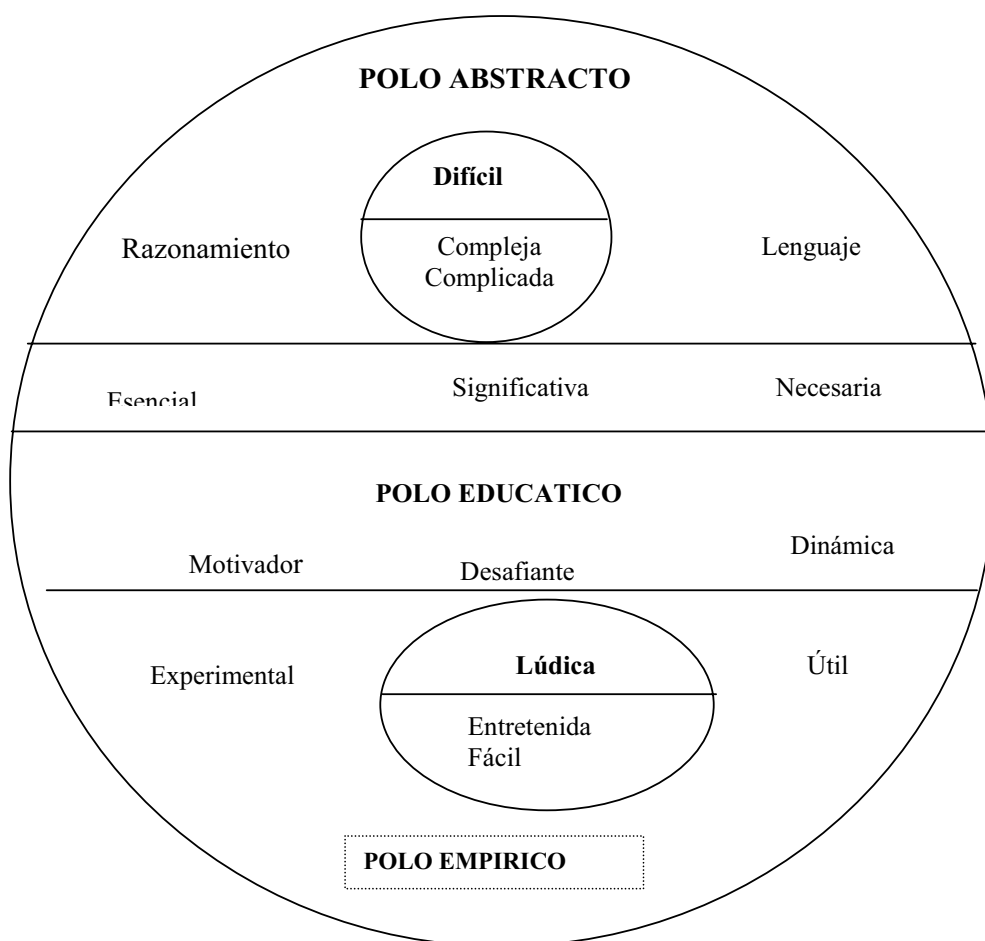 POLO ABSTRACTO
Difícil
Razonamiento
Compleja
Lenguaje
Complicada
Esencial
Significativa
Necesaria
POLO EDUCATICO
Motivador
Desafiante
Dinámica
Experimental
Lúdica
Útil
Entretenida
Fácil
POLO EMPIRICO